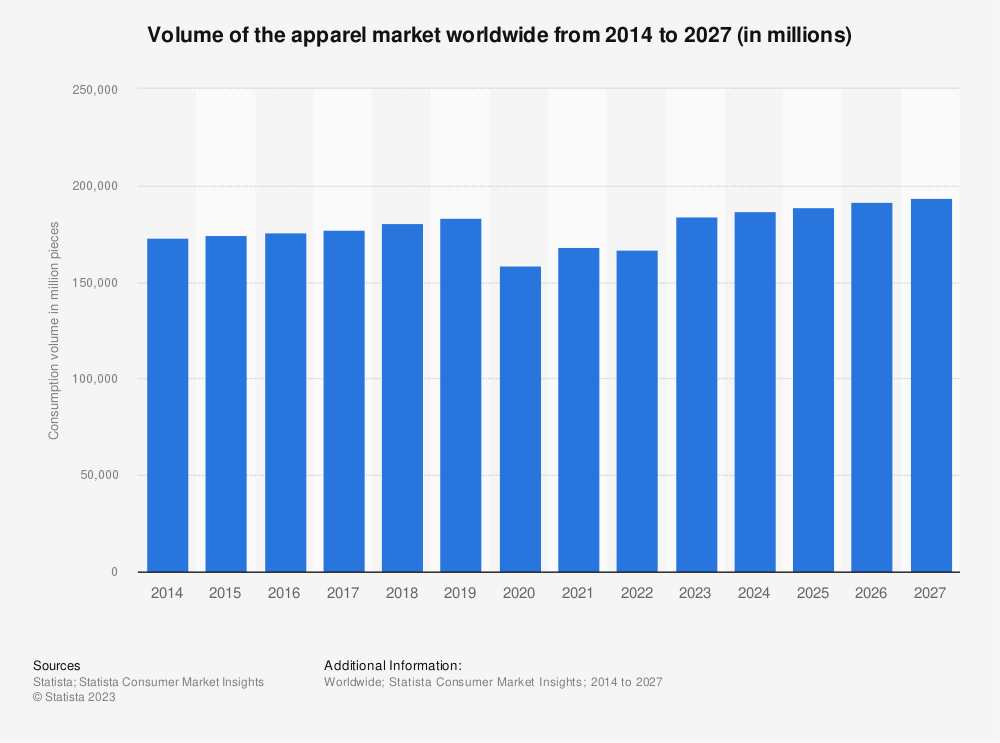 Volume of the apparel market worldwide from 2014 to 2027 (in millions)
250,000
200,000
150,000
100,000
50,000
0
Consumption volume in million pieces
2014 2015 2016 2017 2018 2019 2020 2021 2022 2023 2024 2025 2026 2027
Sources
Statista; Statista Consumer Market Insights
© Statista 2023
Additional Information:
Worldwide; Statista Consumer Market Insights; 2014 to 2027